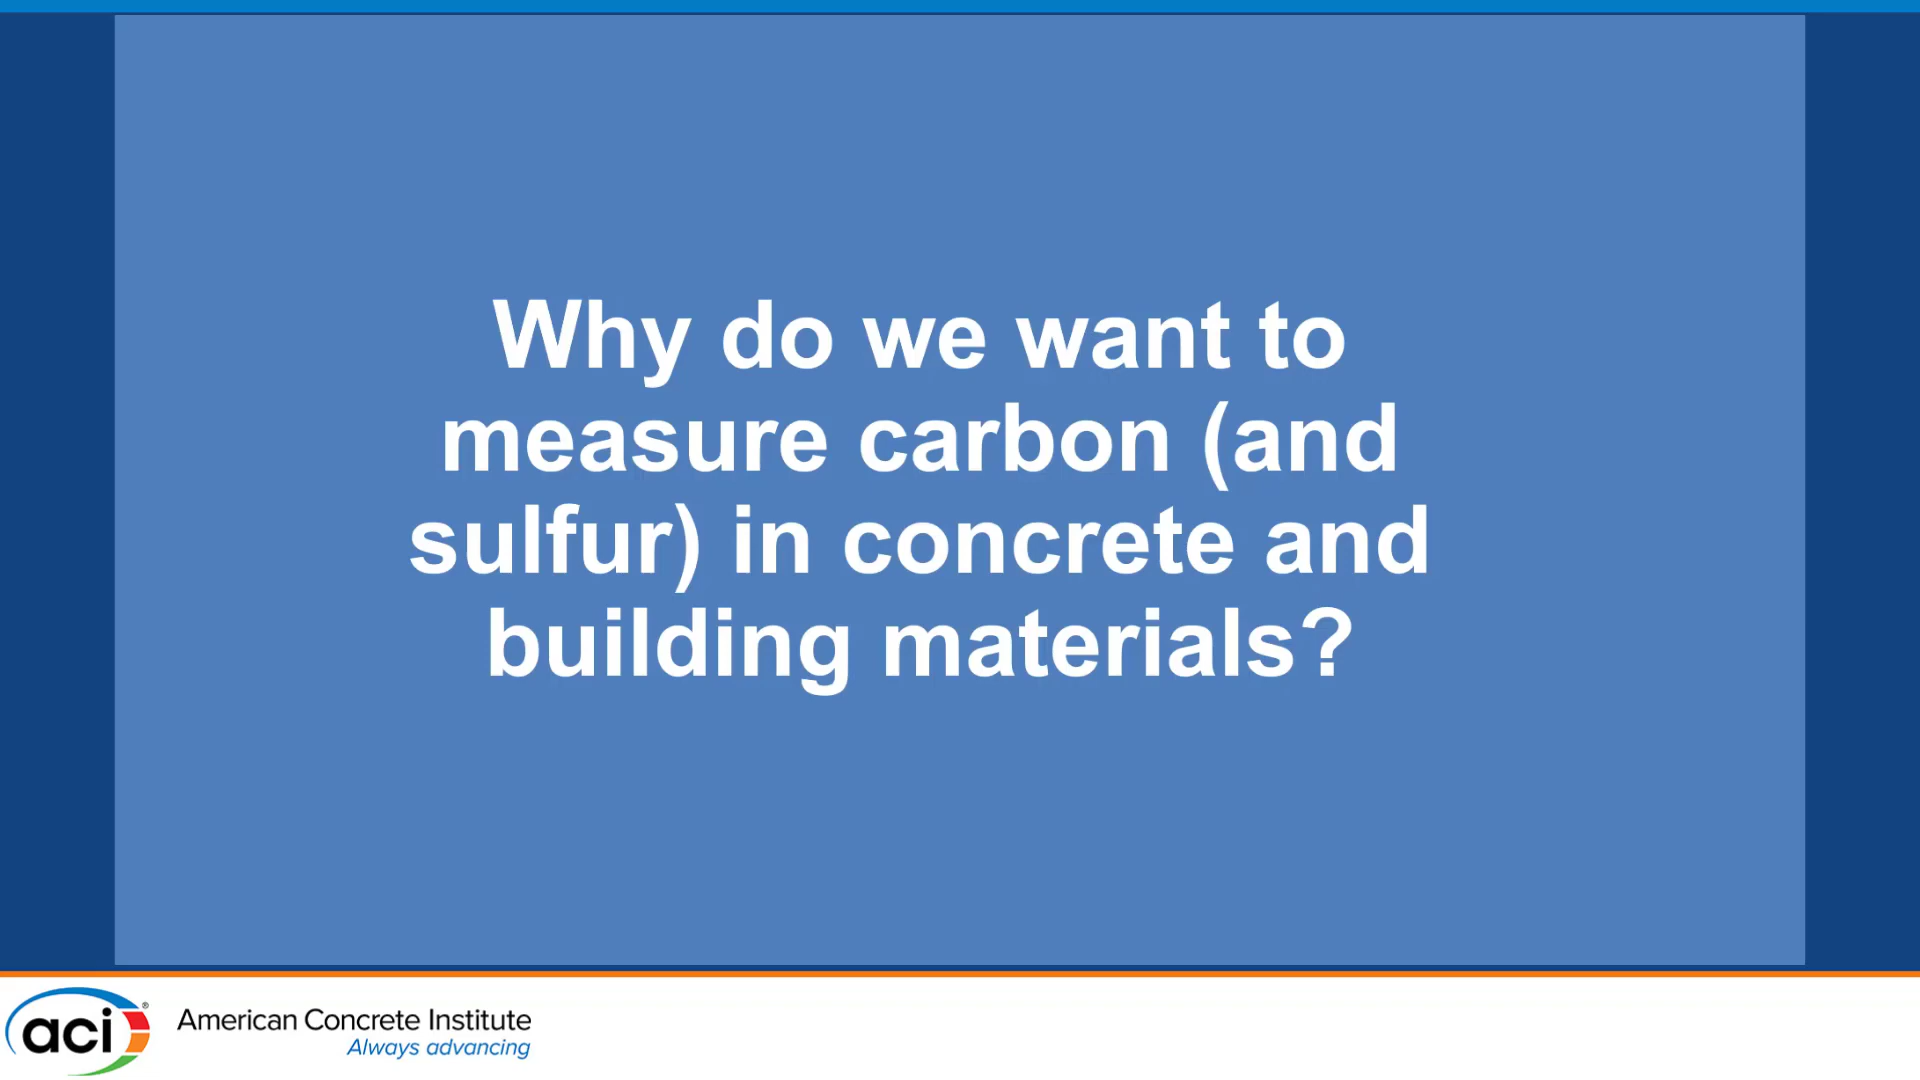 Why do we want to
measure carbon (and
sulfur) in concrete and
building materials?
aci®
American Concrete Institute
Always advancing